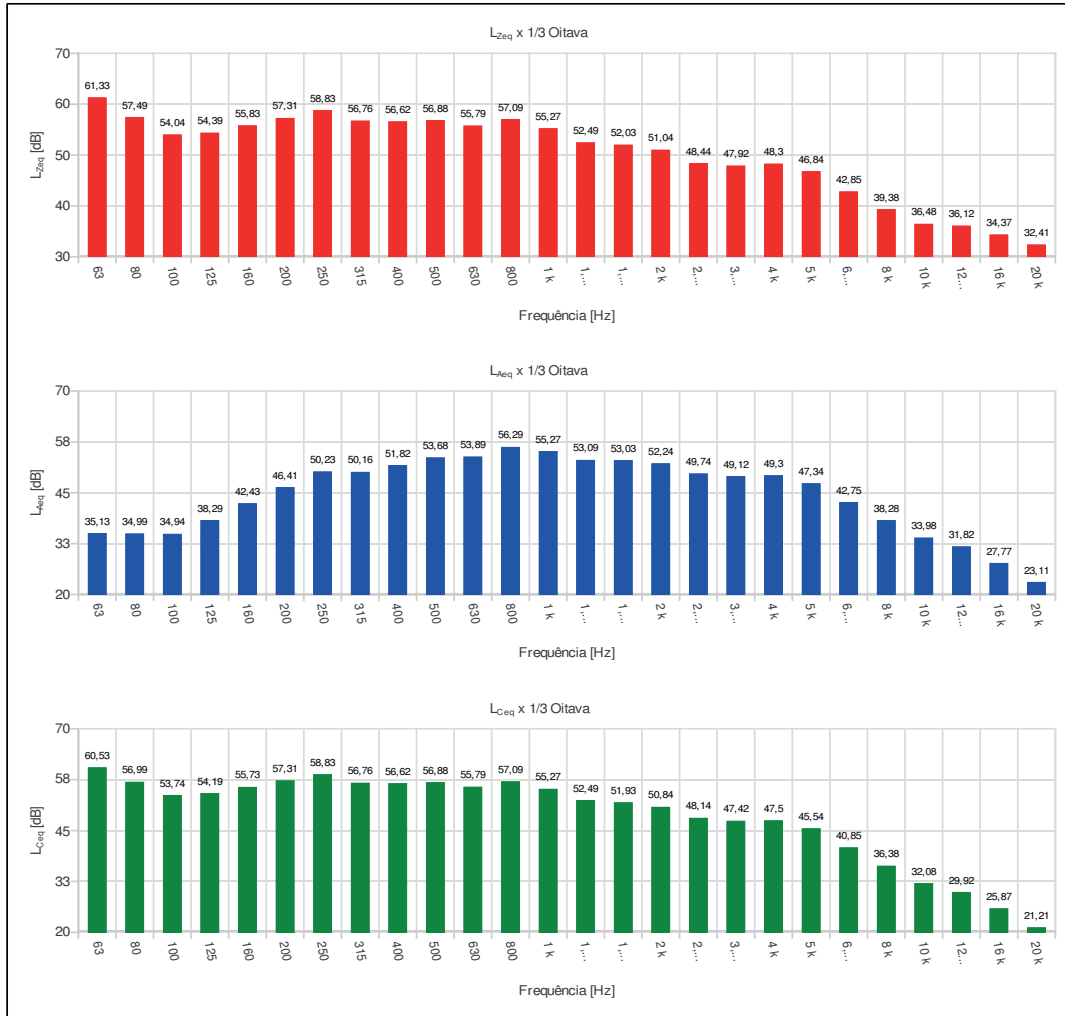 LZeq x 1/3 Oitava
70
60
50
40
30
LZeq [dB]
61,33 57,49 54,04 54,39 55,83 57,31 58,83 56,76 56,62 56,88 55,79 57,09 55,27 52,49 52,03 51,04 48,44 47,92 48,3 46,84 42,85 39,38 36,48 36,12 34,37 32,41
63 80 100 125 160 200 250 315 400 500 630 800 1 k 1,... 1,... 2 k 2,... 3,... 4 k 5 k 6,... 8 k 10 k 12... 16 k 20 k
Frequência [Hz]
LAeq x 1/3 Oitava
70
58
45
33
20
LAeq [dB]
35,13 34,99 34,94 38,29 42,43 46,41 50,23 50,16 51,82 53,68 53,89 56,29 55,27 53,09 53,03 52,24 49,74 49,12 49,3 47,34 42,75 38,28 33,98 31,82 27,77 23,11
63 80 100 125 160 200 250 315 400 500 630 800 1 k 1,... 1,... 2 k 2,... 3,... 4 k 5 k 6,... 8 k 10 k 12... 16 k 20 k
Frequência [Hz]
LCeq x 1/3 Oitava
70
58
45
33
20
LCeq [dB]
60,53 56,99 53,74 54,19 55,73 57,31 58,83 56,76 56,62 56,88 55,79 57,09 55,27 52,49 51,93 50,84 48,14 47,42 47,5 45,54 40,85 36,38 32,08 29,92 25,87 21,21
63 80 100 125 160 200 250 315 400 500 630 800 1 k 1,... 1,... 2 k 2,... 3,... 4 k 5 k 6,... 8 k 10 k 12... 16 k 20 k
Frequência [Hz]